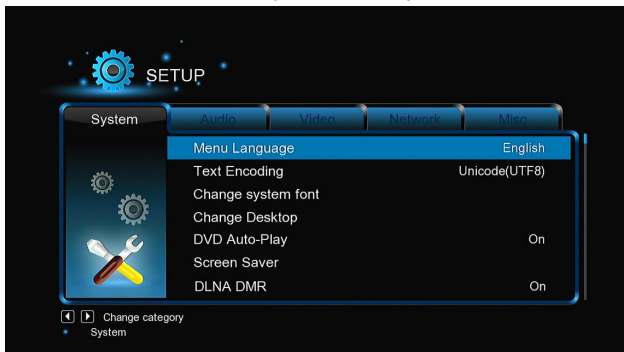 SETUP
System Audio Video Network Misc
Menu Language English
Text Encoding Unicode(UTF8)
Change system font
Change Desktop
DVD Auto-Play On
Screen Saver
DLNA DMR On
Change category
System